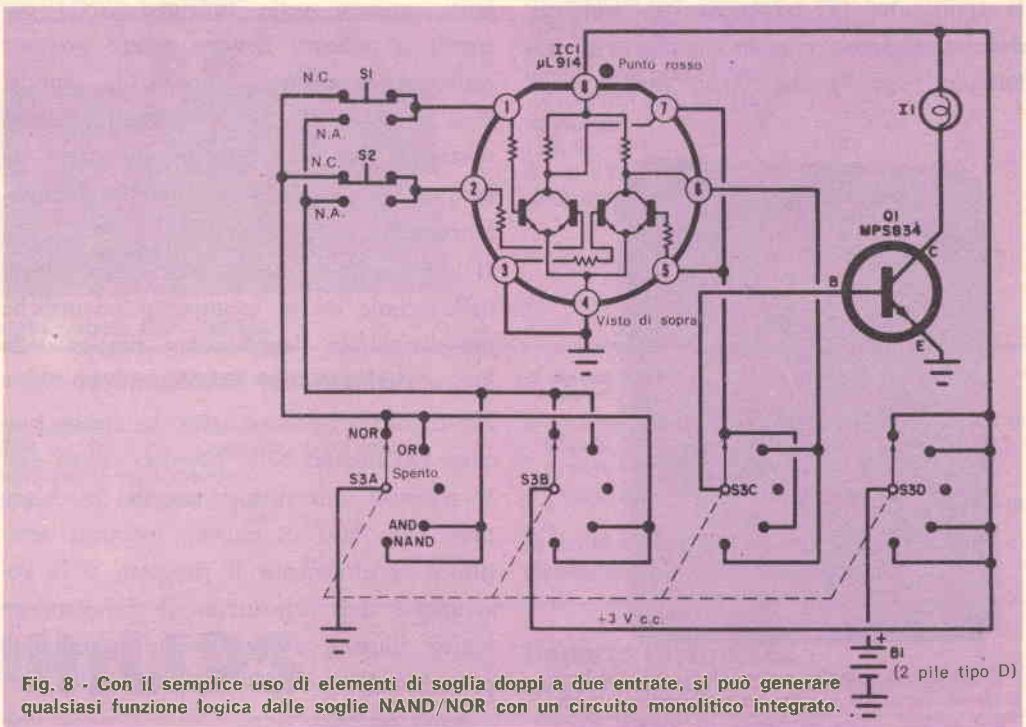 IC1
µL914
Punto rosso
N.C.
S1
N.A.
N.C.
S2
N.A.
8
1
7
2
6
3
5
4
Visto di sopra
I1
Q1
MPS834
C
B
E
NOR
OR
S3A
Spento
AND
NAND
S3B
S3C
S3D
+3 V c.c.
+
B1
(2 pile tipo D)
Fig. 8 - Con il semplice uso di elementi di soglia doppi a due entrate, si può generare
qualsiasi funzione logica dalle soglie NAND/NOR con un circuito monolitico integrato.